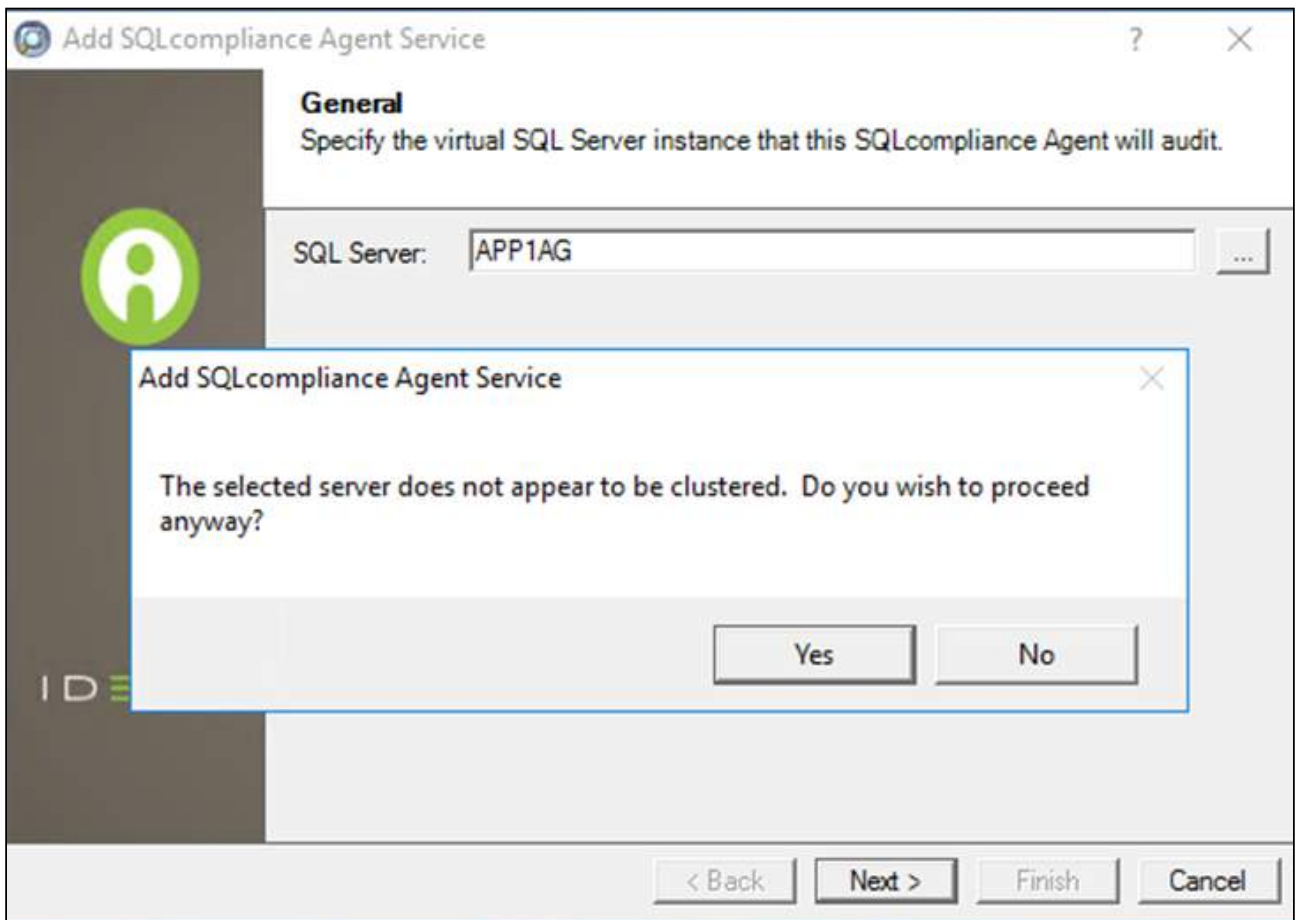 Add SQLcompliance Agent Service
?
General
Specify the virtual SQL Server instance that this SQLcompliance Agent will audit.
SQL Server:
APP1AG
...
Add SQLcompliance Agent Service
The selected server does not appear to be clustered. Do you wish to proceed
anyway?
Yes
No
IDE
< Back
Next >
Finish
Cancel